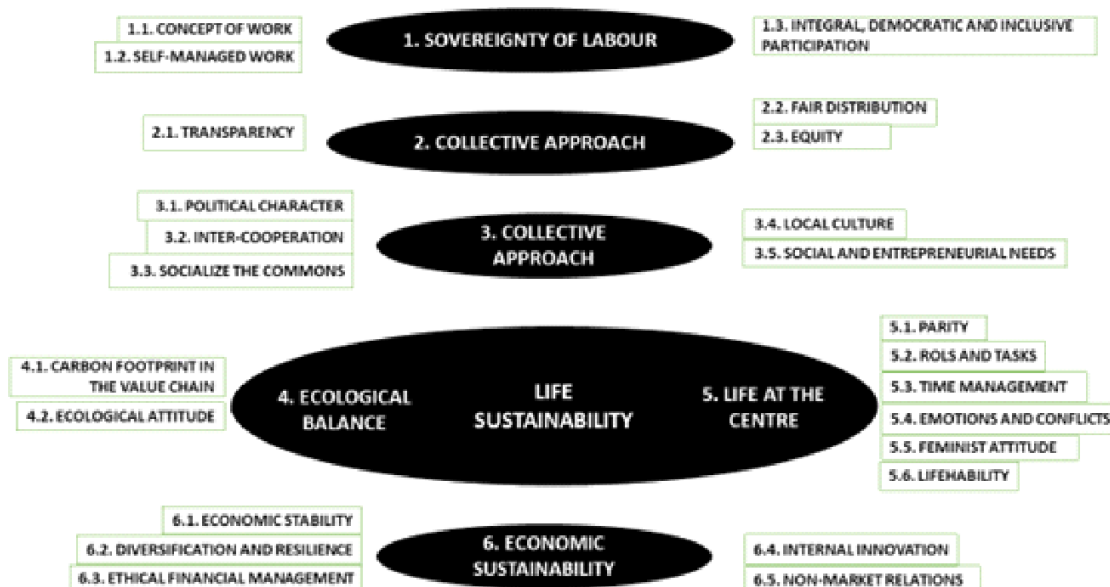 1.1. CONCEPT OF WORK
1.2. SELF-MANAGED WORK
1. SOVEREIGNTY OF LABOUR
1.3. INTEGRAL, DEMOCRATIC AND INCLUSIVE
PARTICIPATION
2.1. TRANSPARENCY
2. COLLECTIVE APPROACH
2.2. FAIR DISTRIBUTION
2.3. EQUITY
3.1. POLITICAL CHARACTER
3.2. INTER-COOPERATION
3.3. SOCIALIZE THE COMMONS
3. COLLECTIVE
APPROACH
3.4. LOCAL CULTURE
3.5. SOCIAL AND ENTREPRENEURIAL NEEDS
4.1. CARBON FOOTPRINT IN
THE VALUE CHAIN
4.2. ECOLOGICAL ATTITUDE
4. ECOLOGICAL
BALANCE
LIFE
SUSTAINABILITY
5. LIFE AT THE
CENTRE
5.1. PARITY
5.2. ROLS AND TASKS
5.3. TIME MANAGEMENT
5.4. EMOTIONS AND CONFLICTS
5.5. FEMINIST ATTITUDE
5.6. LIFEHABILITY
6.1. ECONOMIC STABILITY
6.2. DIVERSIFICATION AND RESILIENCE
6.3. ETHICAL FINANCIAL MANAGEMENT
6. ECONOMIC
SUSTAINABILITY
6.4. INTERNAL INNOVATION
6.5. NON-MARKET RELATIONS